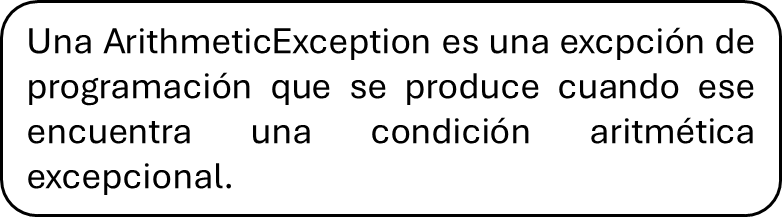 Una ArithmeticException es una excpción de
programación que se produce cuando ese
encuentra una condición aritmética
excepcional.